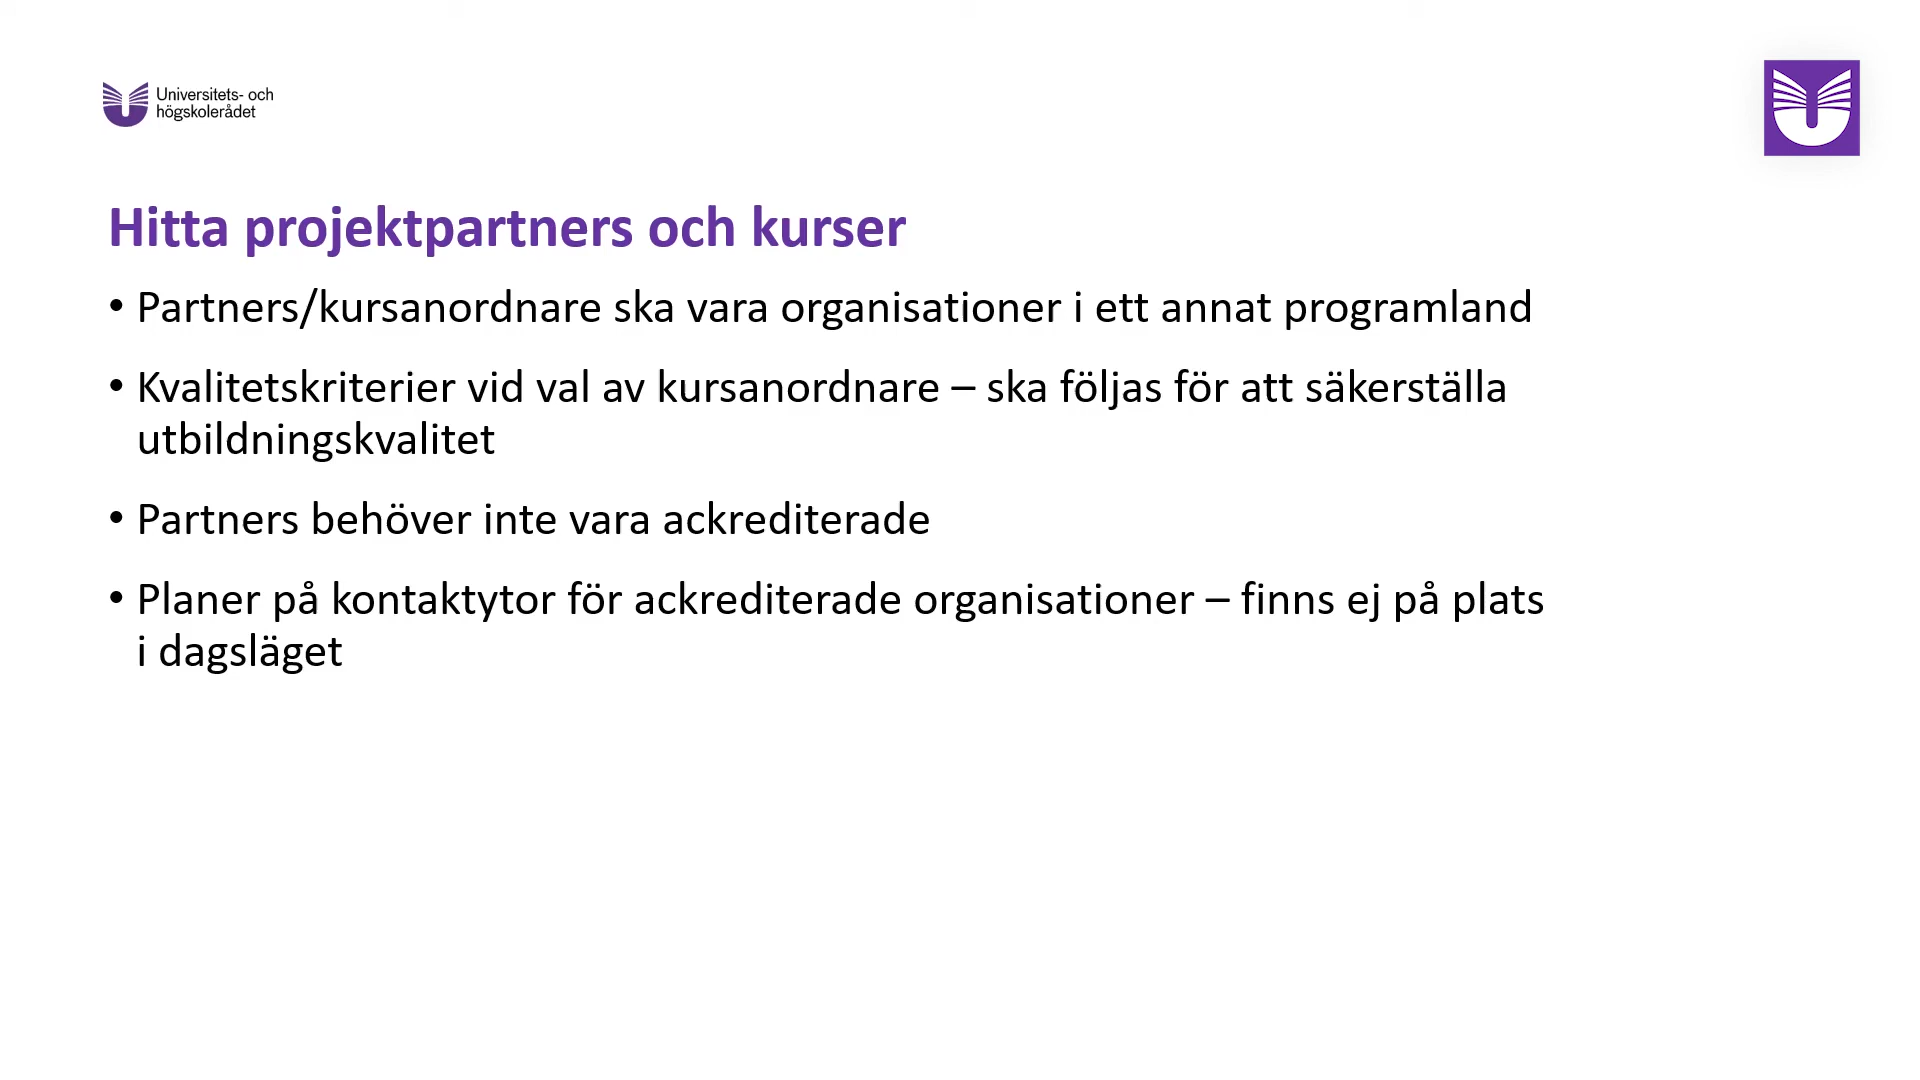 Universitets- och
högskolerådet
Hitta projektpartners och kurser
• Partners/kursanordnare ska vara organisationer i ett annat programland
• Kvalitetskriterier vid val av kursanordnare – ska följas för att säkerställa
utbildningskvalitet
• Partners behöver inte vara ackrediterade
• Planer på kontaktytor för ackrediterade organisationer – finns ej på plats
i dagsläget